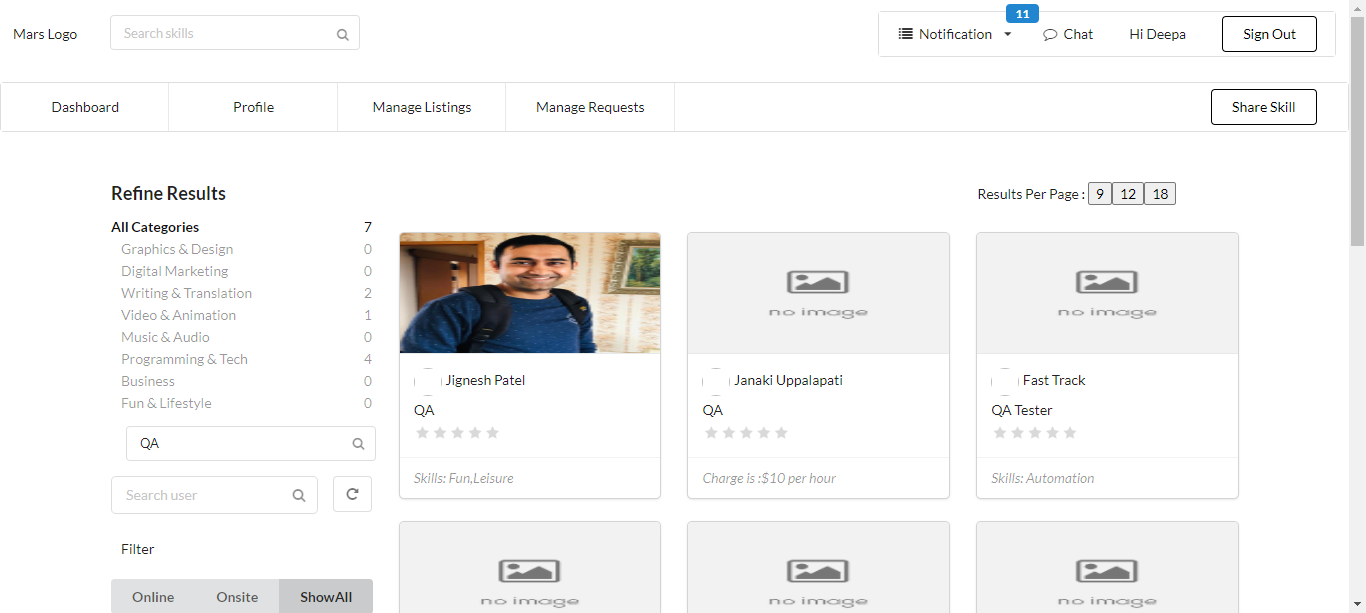 11
Mars Logo
Search skills
Notification
Chat
Hi Deepa
Sign Out
Dashboard
Profile
Manage Listings
Manage Requests
Share Skill
Refine Results
Results Per Page :
9
12
18
All Categories 7
Graphics & Design 0
Digital Marketing 0
Writing & Translation 2
Video & Animation 1
Music & Audio 0
Programming & Tech 4
Business 0
Fun & Lifestyle 0
QA
Search user
Filter
Online
Onsite
ShowAll
Jignesh Patel
QA
Skills: Fun,Leisure
no image
Janaki Uppalapati
QA
Charge is :$10 per hour
no image
Fast Track
QA Tester
Skills: Automation
no image
no image
no image